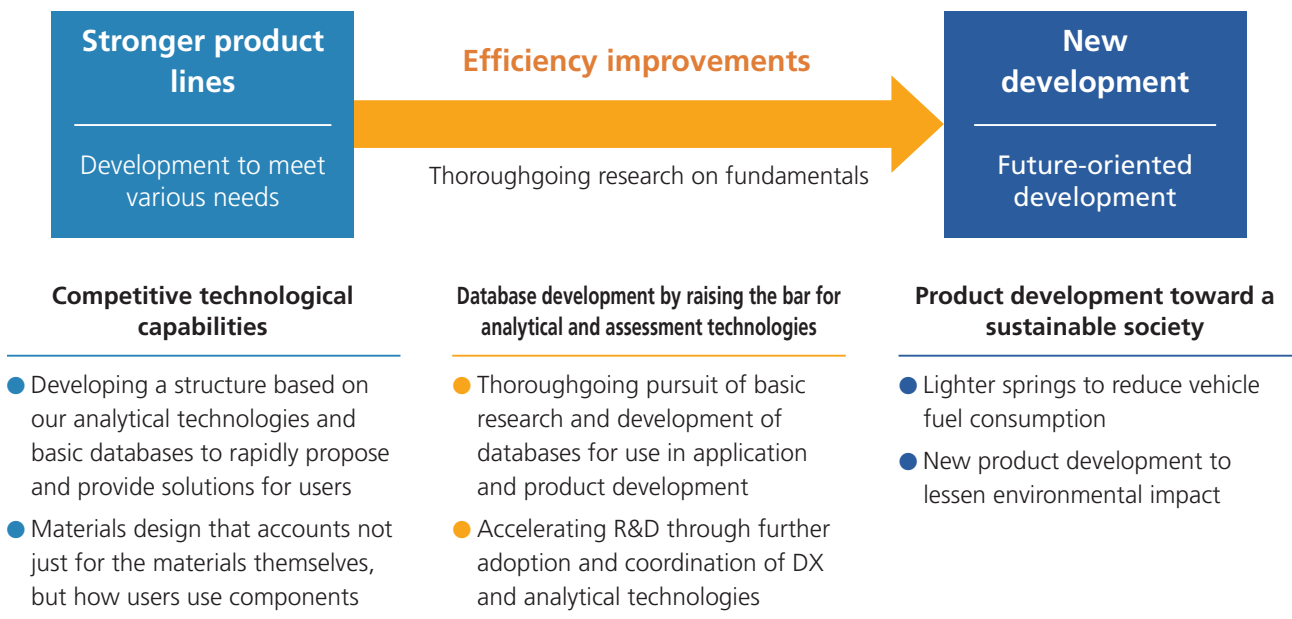 Stronger product
lines
Development to meet
various needs
Efficiency improvements
Thoroughgoing research on fundamentals
New
development
Future-oriented
development
Competitive technological
capabilities
● Developing a structure based on
our analytical technologies and
basic databases to rapidly propose
and provide solutions for users
● Materials design that accounts not
just for the materials themselves,
but how users use components
Database development by raising the bar for
analytical and assessment technologies
● Thoroughgoing pursuit of basic
research and development of
databases for use in application
and product development
● Accelerating R&D through further
adoption and coordination of DX
and analytical technologies
Product development toward a
sustainable society
● Lighter springs to reduce vehicle
fuel consumption
● New product development to
lessen environmental impact